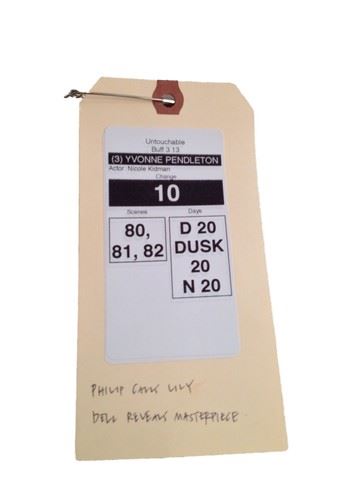 Untouchable
Buff 3 13
(3) YVONNE PENDLETON
Actor: Nicole Kidman
Change
10
Scenes
80,
81, 82
Days
D 20
DUSK
20
N 20
PHILIP CALLS LILY
DELL REVEALS MASTERPIECE